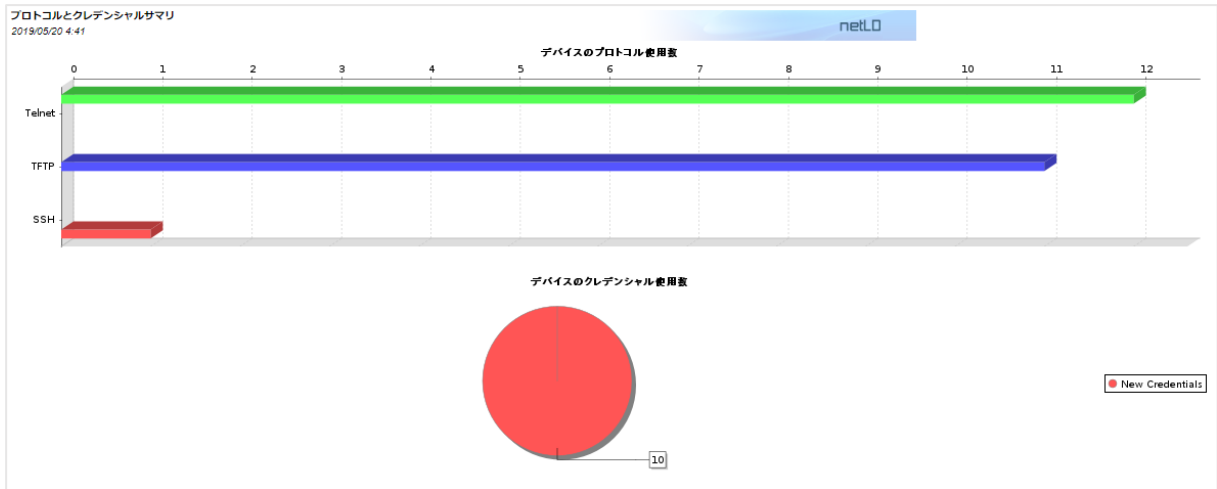 プロトコルとクレデンシャルサマリ
2019/05/20 4:41
netLD
デバイスのプロトコル使用数
0 1 2 3 4 5 6 7 8 9 10 11 12
Telnet
TFTP
SSH
デバイスのクレデンシャル使用数
New Credentials
10